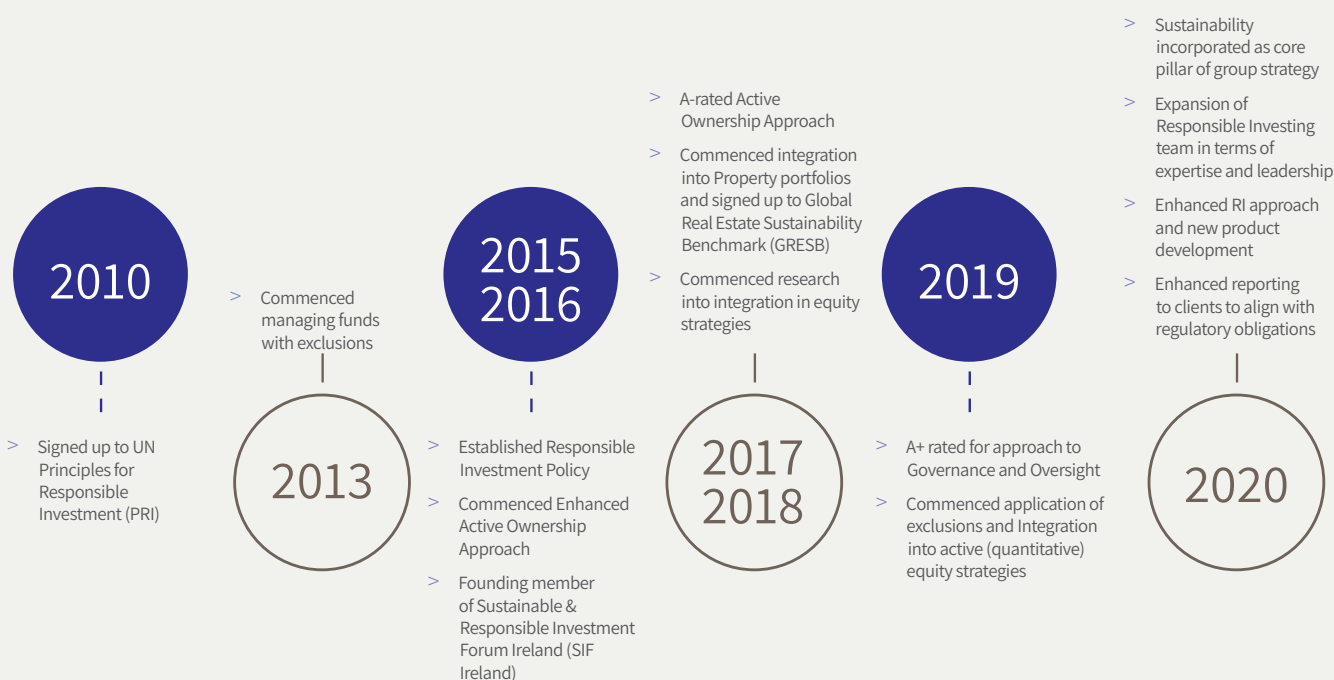 2010
> Signed up to UN
Principles for
Responsible
Investment (PRI)
> Commenced
managing funds
with exclusions
2013
2015
2016
> Established Responsible
Investment Policy
> Commenced Enhanced
Active Ownership
Approach
> Founding member
of Sustainable &
Responsible Investment
Forum Ireland (SIF
Ireland)
> A-rated Active
Ownership Approach
> Commenced integration
into Property portfolios
and signed up to Global
Real Estate Sustainability
Benchmark (GRESB)
> Commenced research
into integration in equity
strategies
2017
2018
2019
> A+ rated for approach to
Governance and Oversight
> Commenced application of
exclusions and Integration
into active (quantitative)
equity strategies
> Sustainability
incorporated as core
pillar of group strategy
> Expansion of
Responsible Investing
team in terms of
expertise and leadership
> Enhanced RI approach
and new product
development
> Enhanced reporting
to clients to align with
regulatory obligations
2020